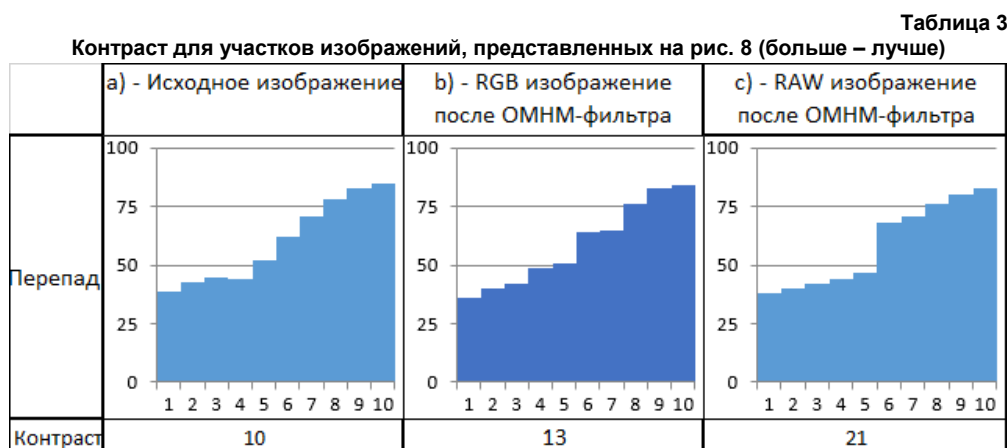 Таблица 3
Контраст для участков изображений, представленных на рис. 8 (больше – лучше)
a) - Исходное изображение
b) - RGB изображение
после ОМНМ-фильтра
c) - RAW изображение
после ОМНМ-фильтра
Перепад
100
75
50
25
0
1 2 3 4 5 6 7 8 9 10
100
75
50
25
0
1 2 3 4 5 6 7 8 9 10
100
75
50
25
0
1 2 3 4 5 6 7 8 9 10
Контраст 10 13 21